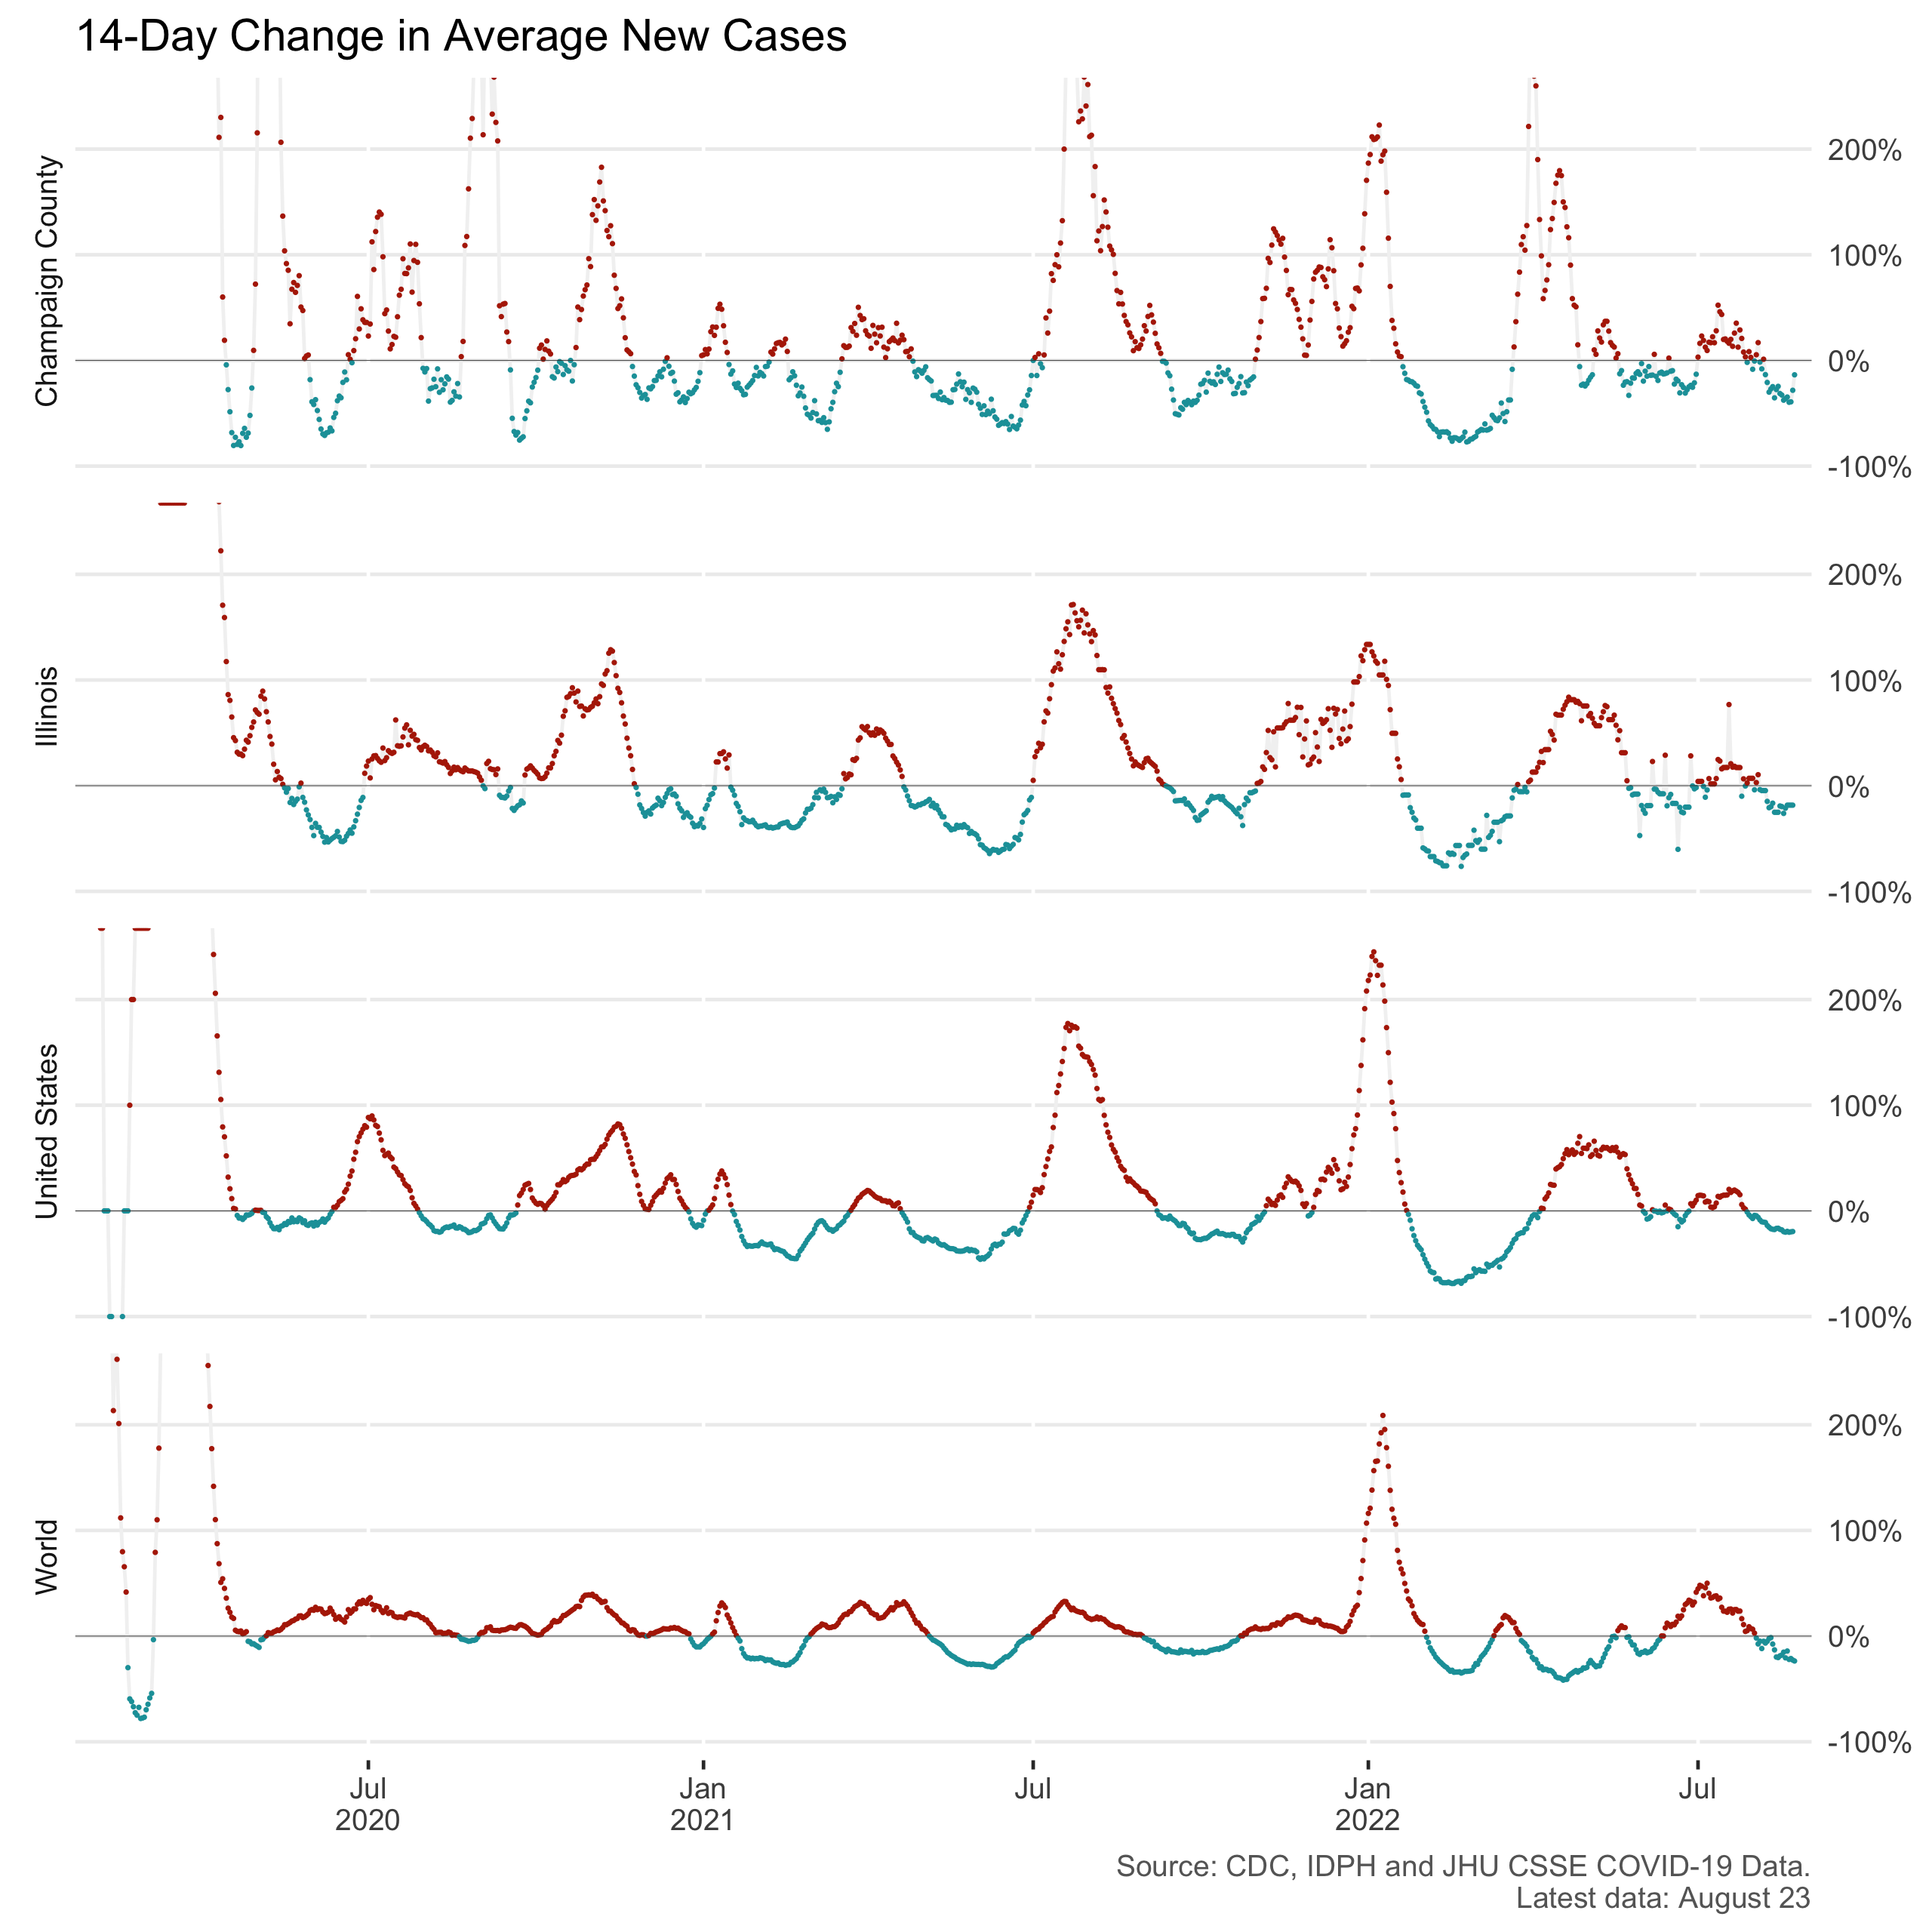 14-Day Change in Average New Cases
Champaign County
200%
100%
0%
-100%
Illinois
200%
100%
0%
-100%
United States
200%
100%
0%
-100%
World
200%
100%
0%
-100%
Jul
2020
Jan
2021
Jul
Jan
2022
Jul
Source: CDC, IDPH and JHU CSSE COVID-19 Data.
Latest data: August 23